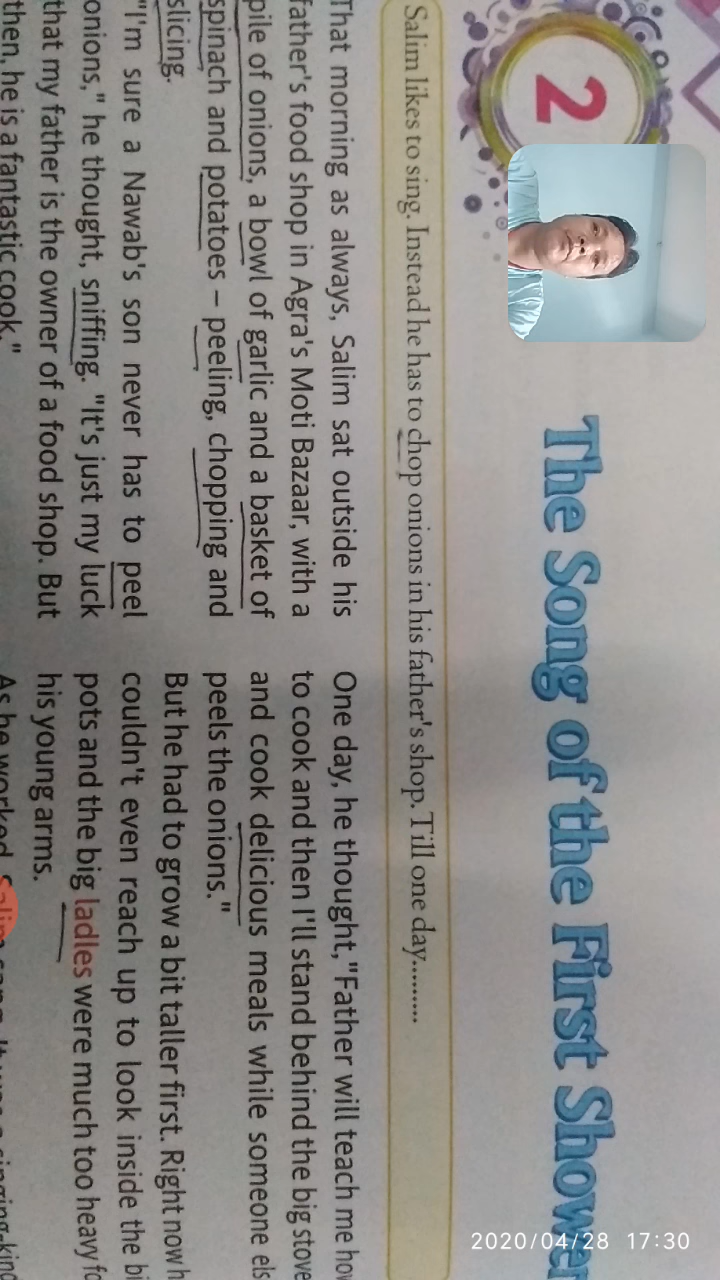 2
The Song of the First Shower
Salim likes to sing. Instead he has to chop onions in his father's shop. Till one day.........
That morning as always, Salim sat outside his
father's food shop in Agra's Moti Bazaar, with a
pile of onions, a bowl of garlic and a basket of
spinach and potatoes – peeling, chopping and
slicing.
"I'm sure a Nawab's son never has to peel
onions," he thought, sniffing. "It's just my luck
that my father is the owner of a food shop. But
then, he is a fantastic cook."
One day, he thought, "Father will teach me
to cook and then I'll stand behind the big stove
and cook delicious meals while someone
peels the onions."
But he had to grow a bit taller first. Right now
couldn't even reach up to look inside the
pots and the big ladles were much too heavy
his young arms.
As he worked,
2020/04/28 17:30